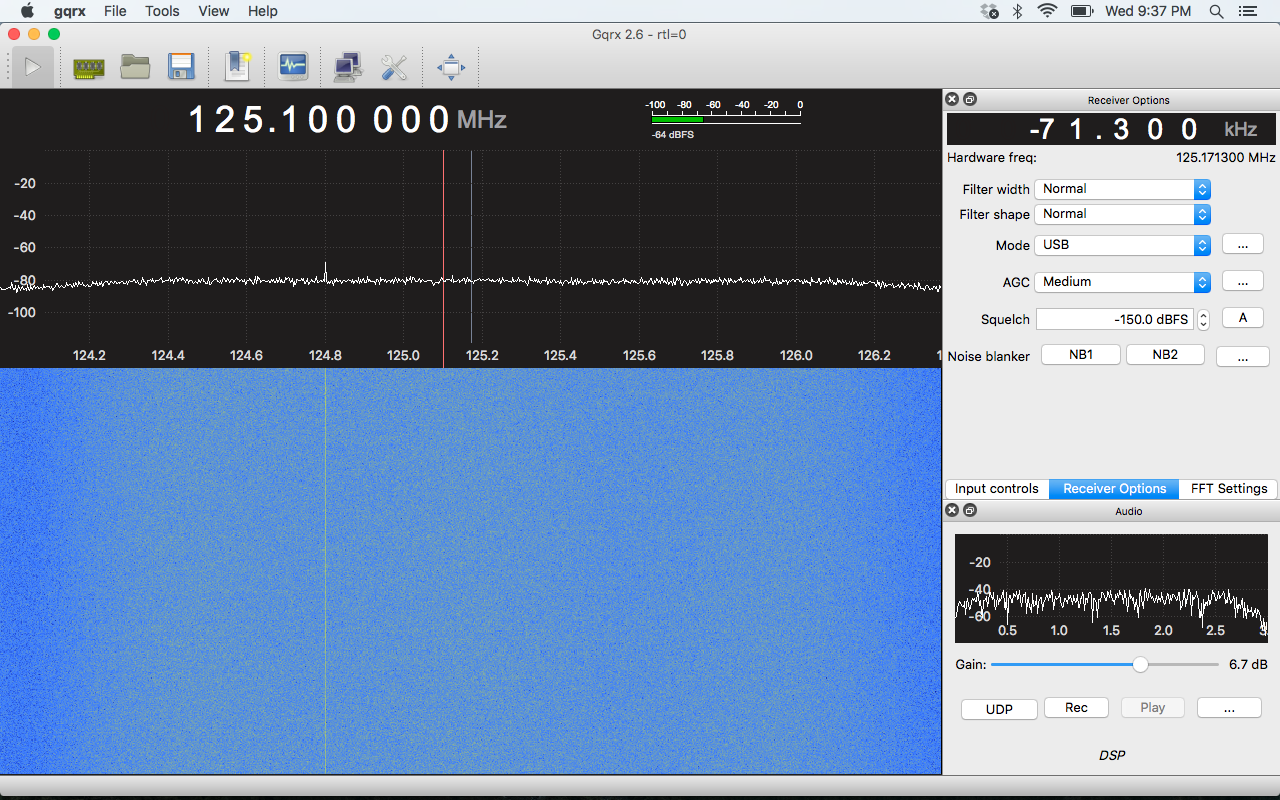 gqrx File Tools View Help Wed 9:37 PM
Gqrx 2.6 - rtl=0
125.100 000 MHz
-100 -80 -60 -40 -20 0
-64 dBFS
-20
-40
-60
-80
-100
124.2 124.4 124.6 124.8 125.0 125.2 125.4 125.6 125.8 126.0 126.2 1
Receiver Options
-71.300 kHz
Hardware freq: 125.171300 MHz
Filter width Normal
Filter shape Normal
Mode USB ...
AGC Medium ...
Squelch -150.0 dBFS A
Noise blanker NB1 NB2 ...
Input controls Receiver Options FFT Settings
Audio
-20
-40
-60
0.5 1.0 1.5 2.0 2.5 3
Gain: 6.7 dB
UDP Rec Play ...
DSP